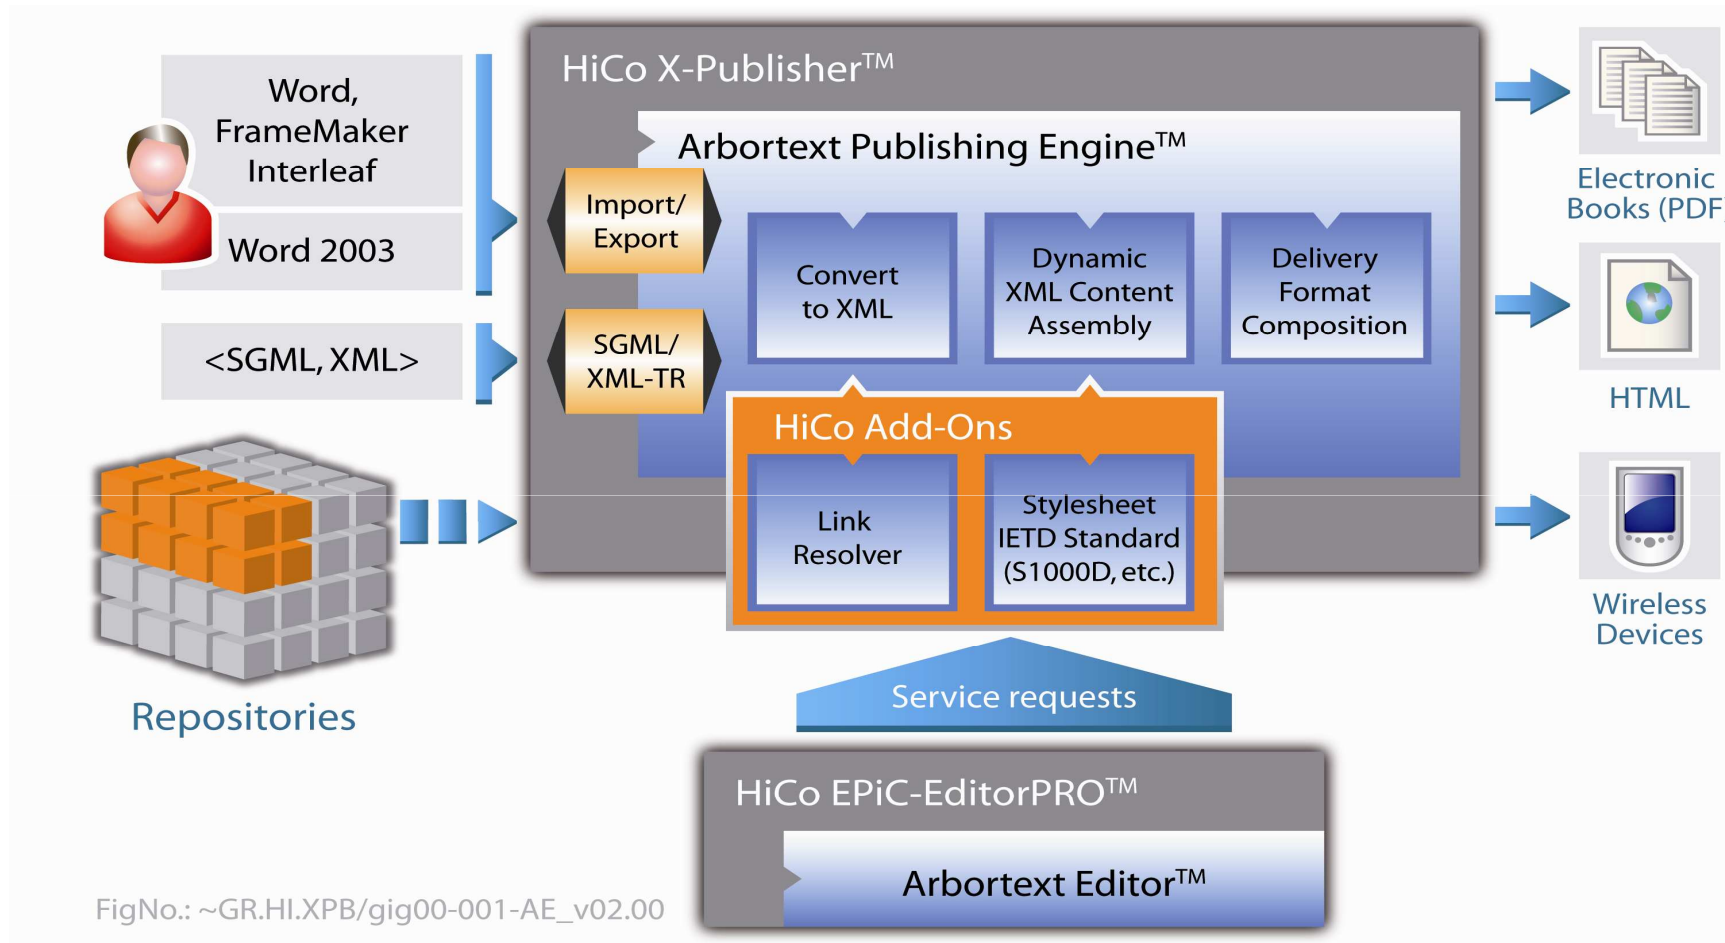 HiCo X-Publisher™
Word,
FrameMaker
Interleaf
Word 2003
<SGML, XML>
Repositories
Arbortext Publishing Engine™
Import/
Export
SGML/
XML-TR
Convert
to XML
Dynamic
XML Content
Assembly
Delivery
Format
Composition
HiCo Add-Ons
Link
Resolver
Stylesheet
IETD Standard
(S1000D, etc.)
Service requests
HiCo EPiC-EditorPRO™
Arbortext Editor™
Electronic
Books (PDF)
HTML
Wireless
Devices
FigNo.: ~GR.HI.XPB/gig00-001-AE_v02.00